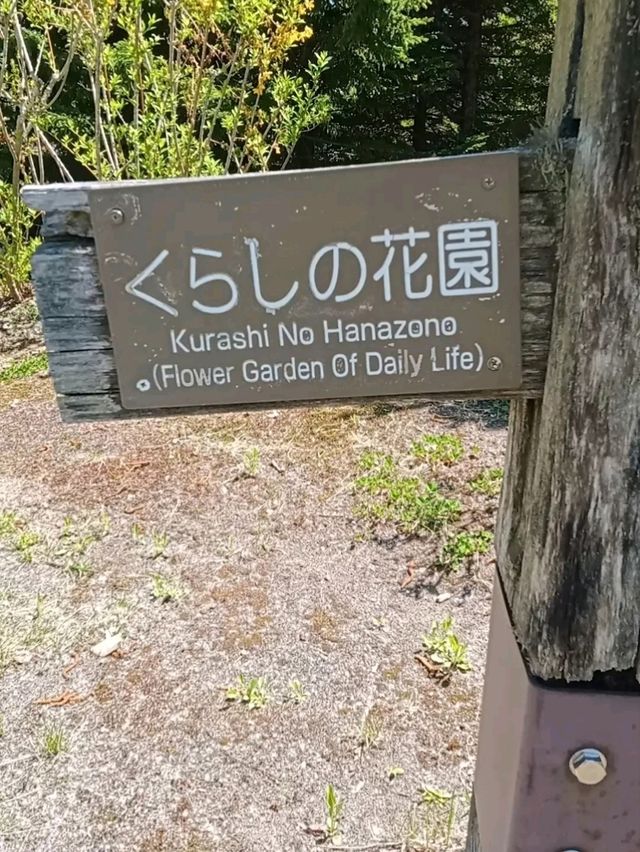 くらしの花園
Kurashi No Hanazono
(Flower Garden Of Daily Life)